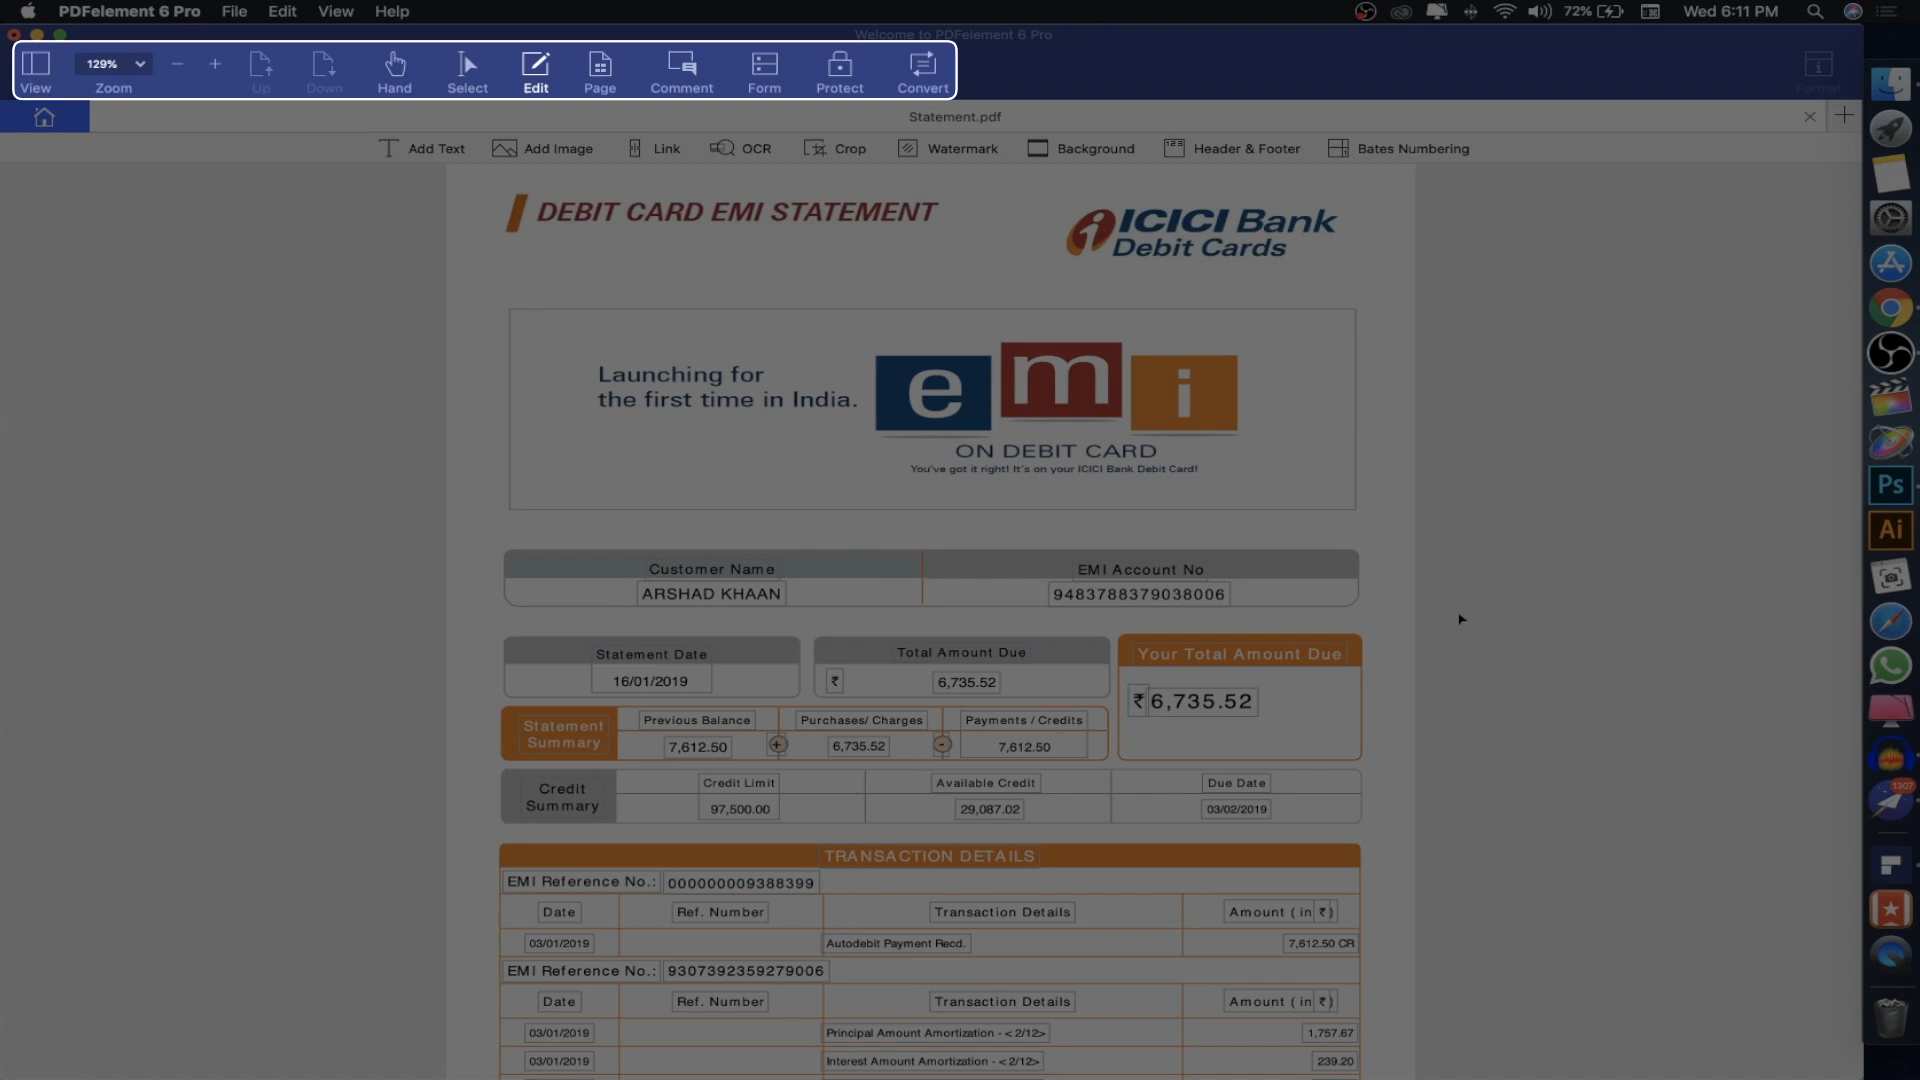 PDFelement 6 Pro File Edit View Help 72% Wed 6:11 PM
Welcome to PDFelement 6 Pro
129%
View Zoom Up Down Hand Select Edit Page Comment Form Protect Convert Format
Statement.pdf
Add Text Add Image Link OCR Crop Watermark Background Header & Footer Bates Numbering
DEBIT CARD EMI STATEMENT
ICICI Bank
Debit Cards
Launching for
the first time in India.
e m i
ON DEBIT CARD
You've got it right! It's on your ICICI Bank Debit Card!
Customer Name EMI Account No
ARSHAD KHAAN 9483788379038006
Statement Date Total Amount Due Your Total Amount Due
16/01/2019 ₹ 6,735.52 ₹6,735.52
Statement Summary
Previous Balance Purchases/ Charges Payments / Credits
7,612.50 + 6,735.52 - 7,612.50
Credit Summary
Credit Limit Available Credit Due Date
97,500.00 29,087.02 03/02/2019
TRANSACTION DETAILS
EMI Reference No.: 000000009388399
Date Ref. Number Transaction Details Amount ( in ₹ )
03/01/2019 Autodebit Payment Recd. 7,612.50 CR
EMI Reference No.: 9307392359279006
Date Ref. Number Transaction Details Amount ( in ₹ )
03/01/2019 Principal Amount Amortization - < 2/12> 1,757.67
03/01/2019 Interest Amount Amortization - < 2/12> 239.20
Ps
Ai
1307